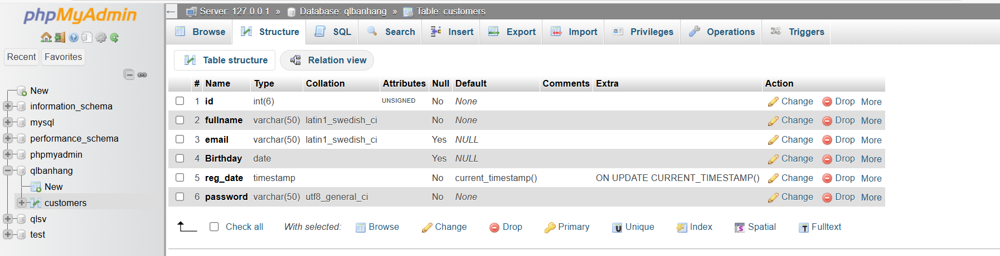 phpMyAdmin
Recent Favorites
New
information_schema
mysql
performance_schema
phpmyadmin
qlbanhang
New
customers
qlsv
test
Server: 127.0.0.1 » Database: qlbanhang » Table: customers
Browse Structure SQL Search Insert Export Import Privileges Operations Triggers
Table structure Relation view
# Name Type Collation Attributes Null Default Comments Extra Action
1 id int(6) UNSIGNED No None Change Drop More
2 fullname varchar(50) latin1_swedish_ci No None Change Drop More
3 email varchar(50) latin1_swedish_ci Yes NULL Change Drop More
4 Birthday date Yes NULL Change Drop More
5 reg_date timestamp No current_timestamp() ON UPDATE CURRENT_TIMESTAMP() Change Drop More
6 password varchar(50) utf8_general_ci No None Change Drop More
Check all With selected: Browse Change Drop Primary Unique Index Spatial Fulltext